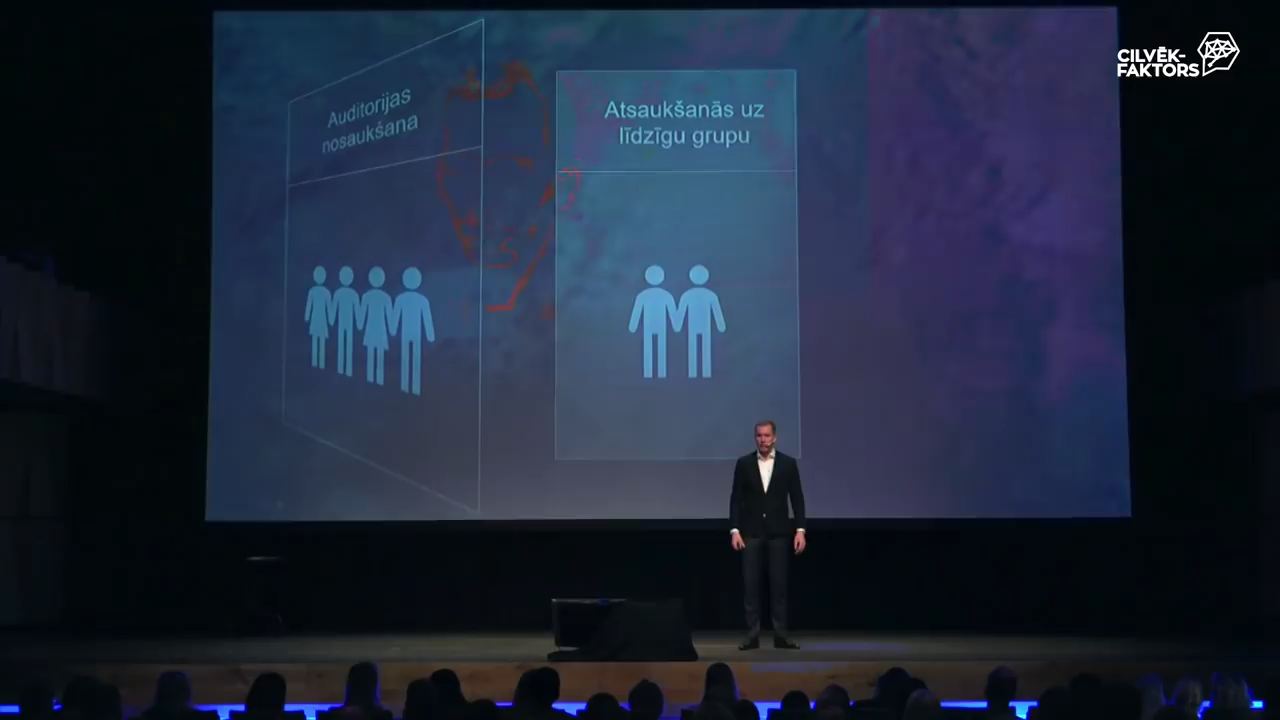 Auditorijas
nosaukšana
Atsaukšanās uz
līdzīgu grupu
CILVĒK-
FAKTORS